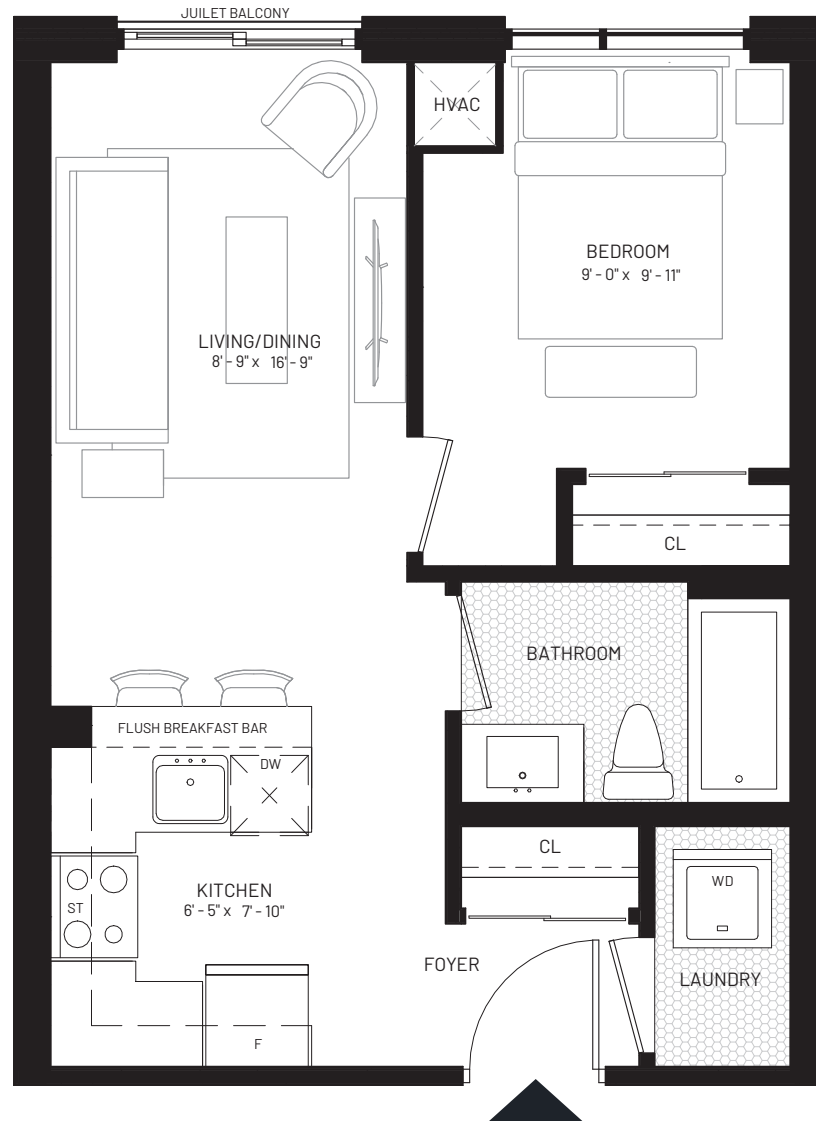 JUILET BALCONY
HVAC
BEDROOM
9' - 0" x 9' - 11"
LIVING/DINING
8' - 9" x 16' - 9"
CL
BATHROOM
FLUSH BREAKFAST BAR
DW
CL
KITCHEN
6' - 5" x 7' - 10"
ST
WD
FOYER
LAUNDRY
F